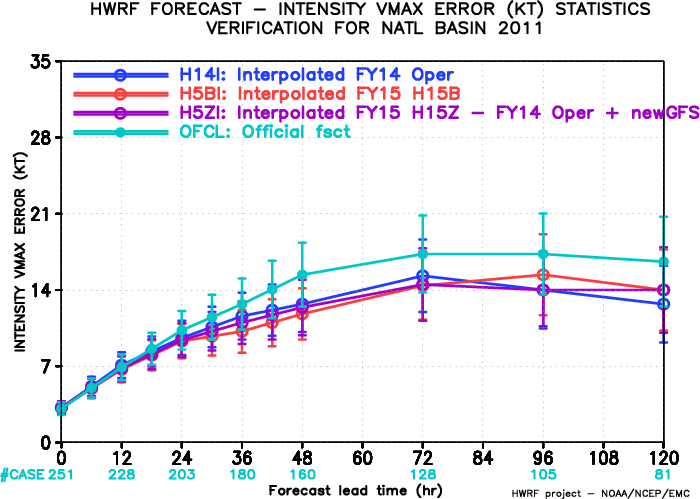 HWRF FORECAST – INTENSITY VMAX ERROR (KT) STATISTICS
VERIFICATION FOR NATL BASIN 2011
H14I: Interpolated FY14 Oper
H5BI: Interpolated FY15 H15B
H5ZI: Interpolated FY15 H15Z – FY14 Oper + newGFS
OFCL: Official fsct
INTENSITY VMAX ERROR (KT)
35
28
21
14
7
0
0 12 24 36 48 60 72 84 96 108 120
#CASE 251 228 203 180 160 128 105 81
Forecast lead time (hr)
HWRF project – NOAA/NCEP/EMC